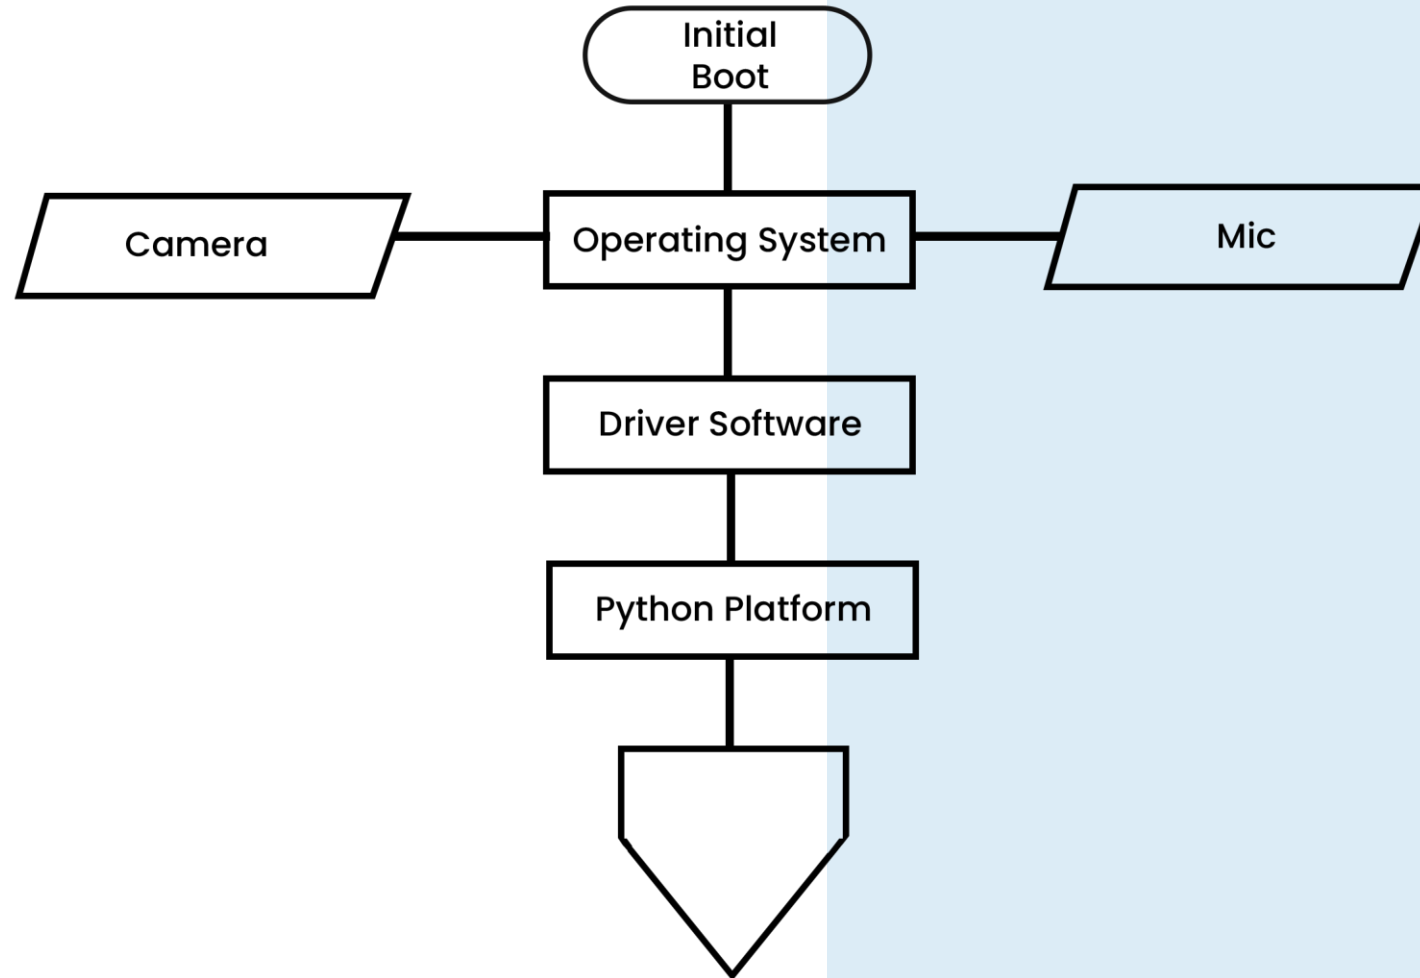 Initial
Boot
Camera
Operating System
Mic
Driver Software
Python Platform